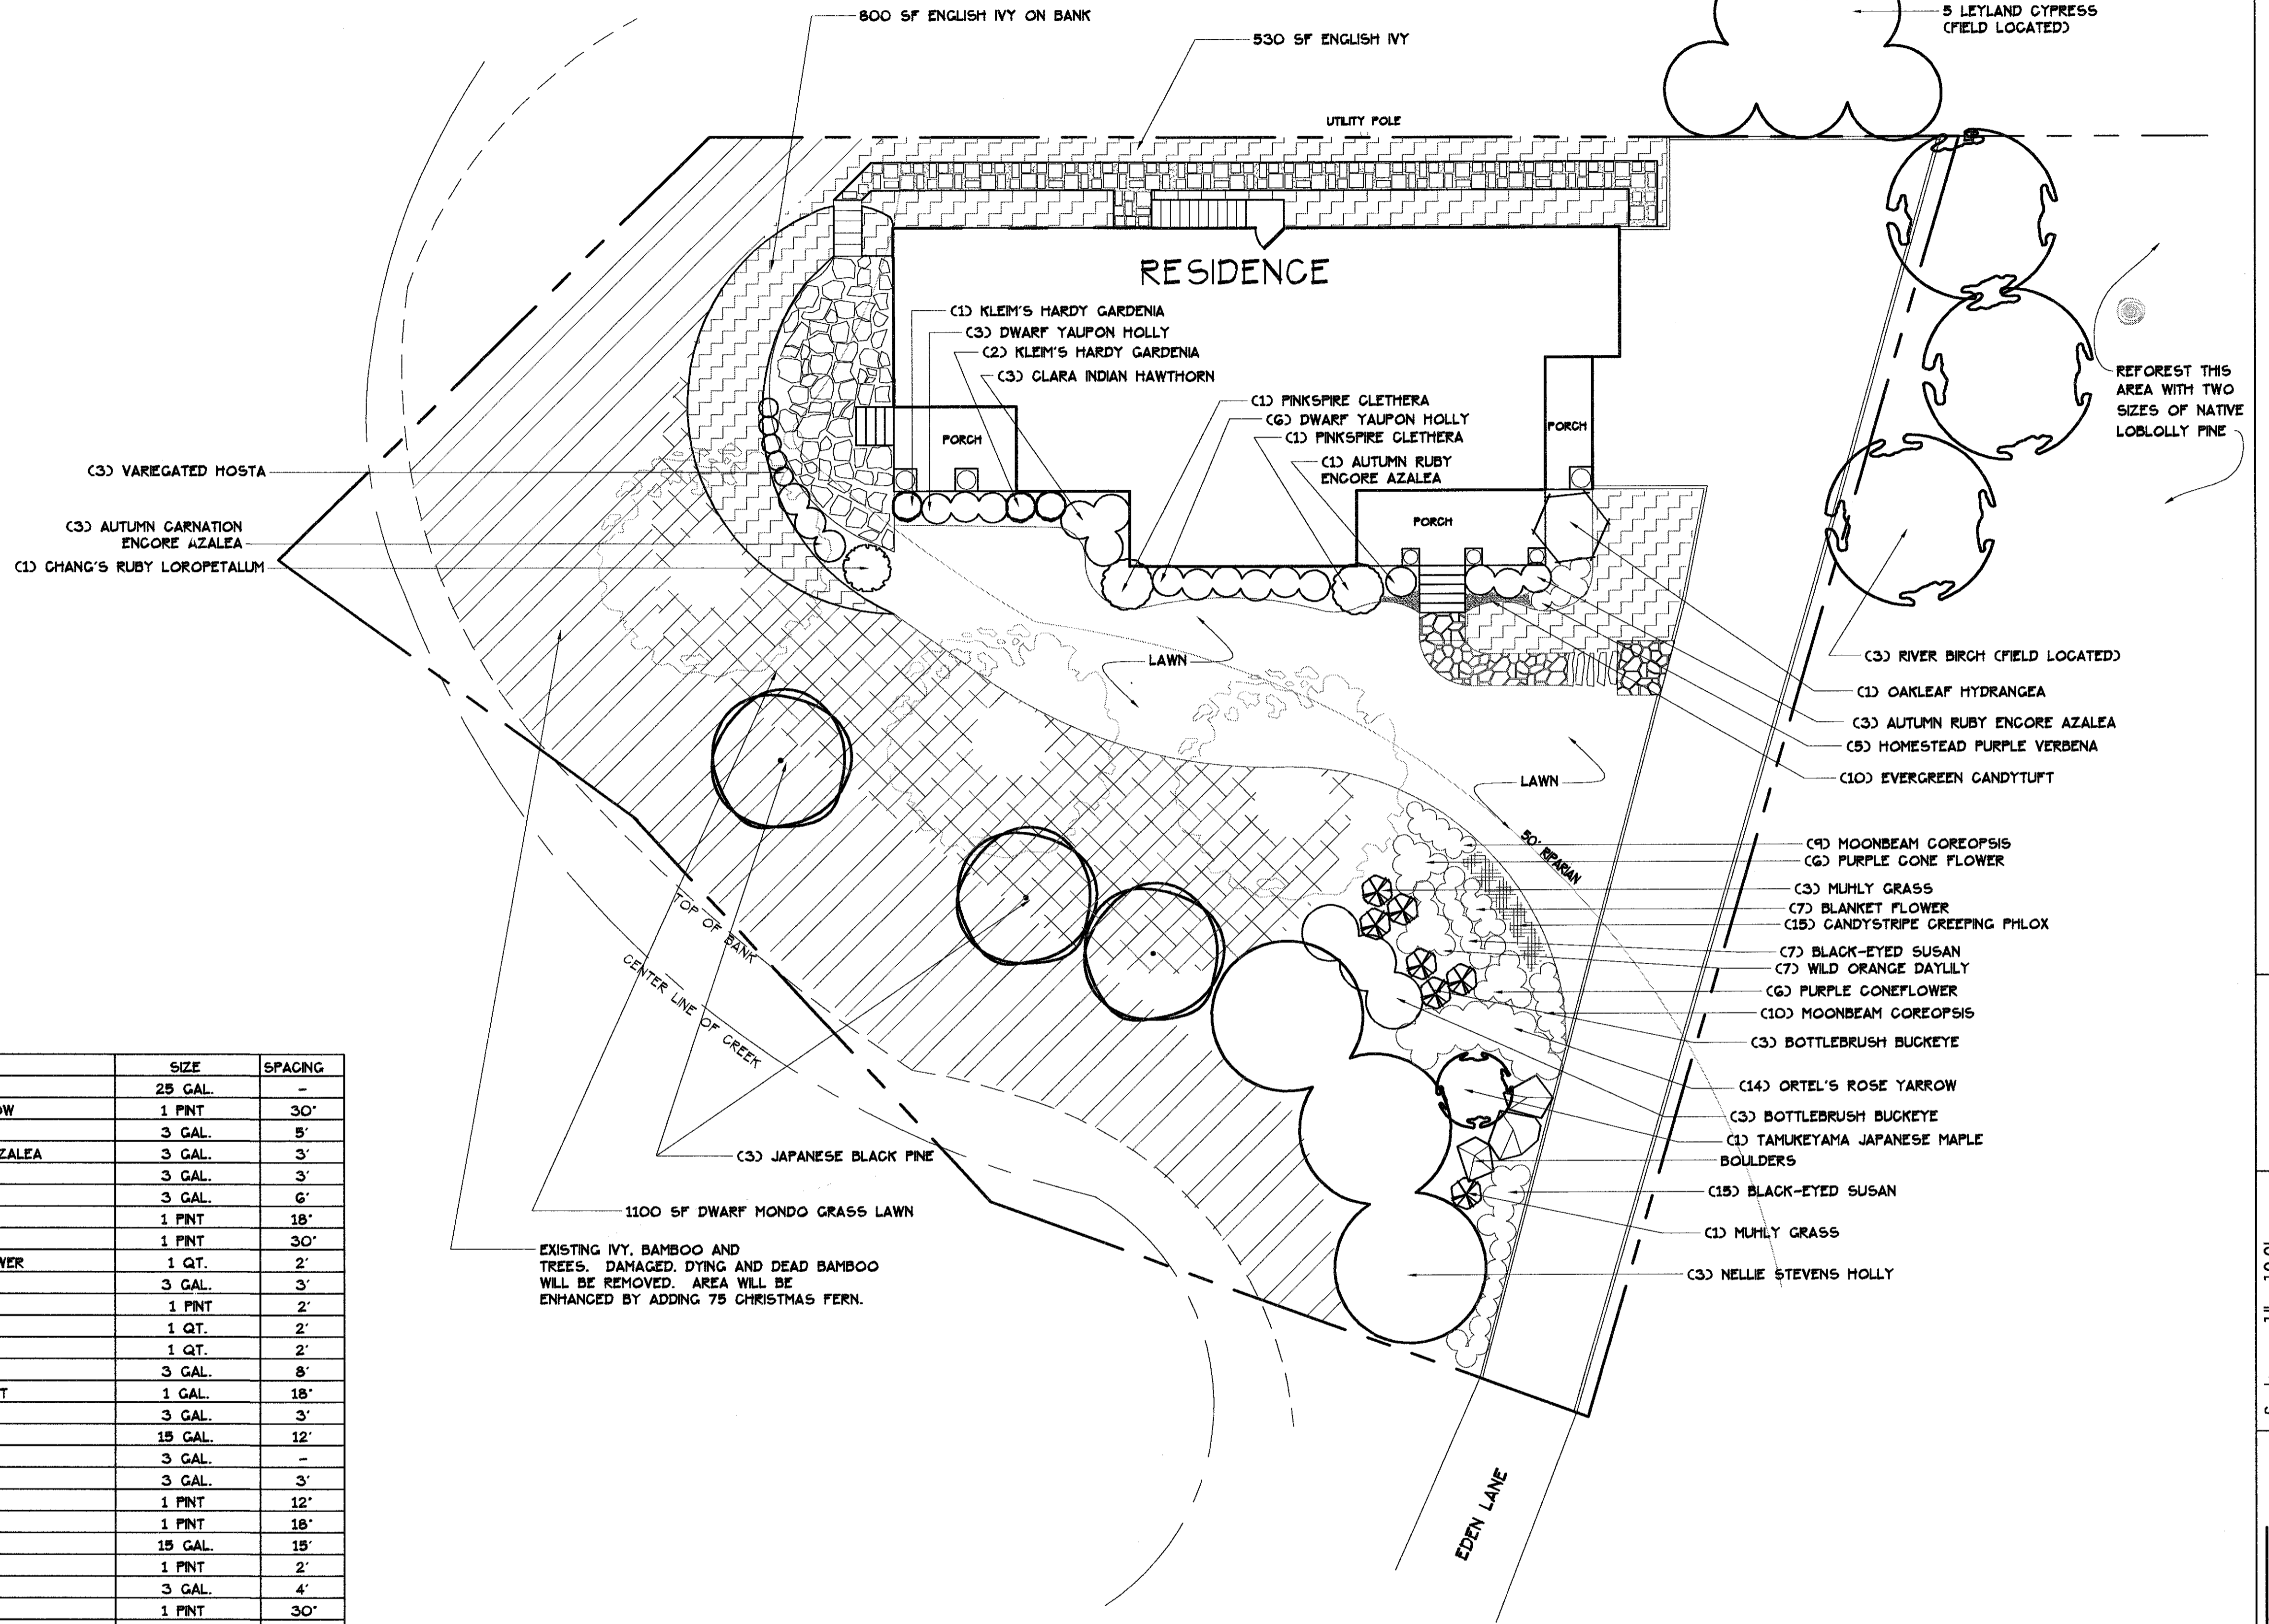 800 SF ENGLISH IVY ON BANK
530 SF ENGLISH IVY
5 LEYLAND CYPRESS
(FIELD LOCATED)
UTILITY POLE
RESIDENCE
(1) KLEIM'S HARDY GARDENIA
(3) DWARF YAUPON HOLLY
(2) KLEIM'S HARDY GARDENIA
(3) CLARA INDIAN HAWTHORN
(1) PINKSPIRE CLETHERA
(6) DWARF YAUPON HOLLY
(1) PINKSPIRE CLETHERA
(1) AUTUMN RUBY
ENCORE AZALEA
PORCH
PORCH
PORCH
REFOREST THIS
AREA WITH TWO
SIZES OF NATIVE
LOBLOLLY PINE
(3) VARIEGATED HOSTA
(3) AUTUMN CARNATION
ENCORE AZALEA
(1) CHANG'S RUBY LOROPETALUM
LAWN
LAWN
50' RIPARIAN
(3) RIVER BIRCH (FIELD LOCATED)
(1) OAKLEAF HYDRANGEA
(3) AUTUMN RUBY ENCORE AZALEA
(5) HOMESTEAD PURPLE VERBENA
(10) EVERGREEN CANDYTUFT
(9) MOONBEAM COREOPSIS
(6) PURPLE CONE FLOWER
(3) MUHLY GRASS
(7) BLANKET FLOWER
(15) CANDYSTRIPE CREEPING PHLOX
(7) BLACK-EYED SUSAN
(7) WILD ORANGE DAYLILY
(6) PURPLE CONEFLOWER
(10) MOONBEAM COREOPSIS
(3) BOTTLEBRUSH BUCKEYE
(14) ORTEL'S ROSE YARROW
(3) BOTTLEBRUSH BUCKEYE
(1) TAMUKEYAMA JAPANESE MAPLE
BOULDERS
(15) BLACK-EYED SUSAN
(1) MUHLY GRASS
(3) NELLIE STEVENS HOLLY
TOP OF BANK
CENTER LINE OF CREEK
(3) JAPANESE BLACK PINE
1100 SF DWARF MONDO GRASS LAWN
EXISTING IVY, BAMBOO AND
TREES. DAMAGED, DYING AND DEAD BAMBOO
WILL BE REMOVED. AREA WILL BE
ENHANCED BY ADDING 75 CHRISTMAS FERN.
EDEN LANE
SIZE SPACING
25 GAL. -
OW 1 PINT 30"
3 GAL. 5'
ZALEA 3 GAL. 3'
3 GAL. 3'
3 GAL. 6'
1 PINT 18"
1 PINT 30"
WER 1 QT. 2'
3 GAL. 3'
1 PINT 2'
1 QT. 2'
1 QT. 2'
3 GAL. 8'
T 1 GAL. 18"
3 GAL. 3'
15 GAL. 12'
3 GAL. -
3 GAL. 3'
1 PINT 12"
1 PINT 18"
15 GAL. 15'
1 PINT 2'
3 GAL. 4'
1 PINT 30"